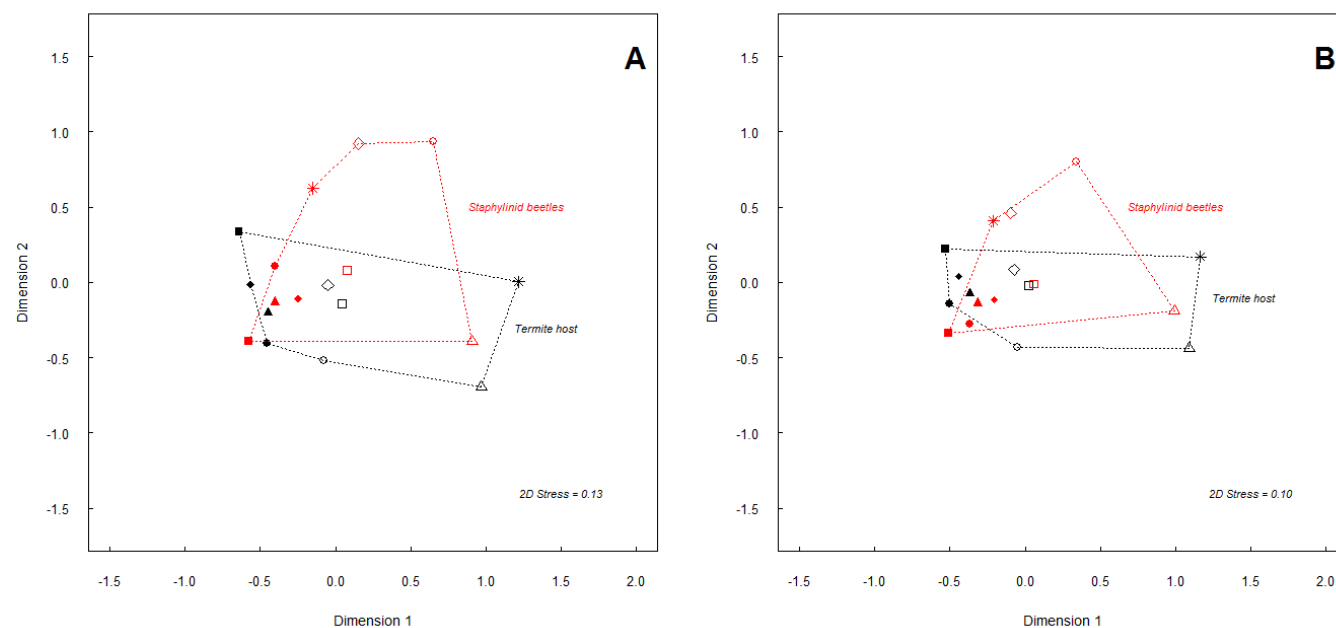 A
1.5
1.0
0.5
0.0
-0.5
-1.0
-1.5
Dimension 2
Staphylinid beetles
Termite host
2D Stress = 0.13
-1.5 -1.0 -0.5 0.0 0.5 1.0 1.5 2.0
Dimension 1
B
1.5
1.0
0.5
0.0
-0.5
-1.0
-1.5
Dimension 2
Staphylinid beetles
Termite host
2D Stress = 0.10
-1.5 -1.0 -0.5 0.0 0.5 1.0 1.5 2.0
Dimension 1